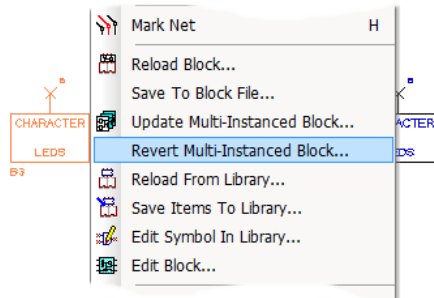 Mark Net H
Reload Block...
Save To Block File...
Update Multi-Instanced Block...
Revert Multi-Instanced Block...
Reload From Library...
Save Items To Library...
Edit Symbol In Library...
Edit Block...
CHARACTER
LEDS
B3